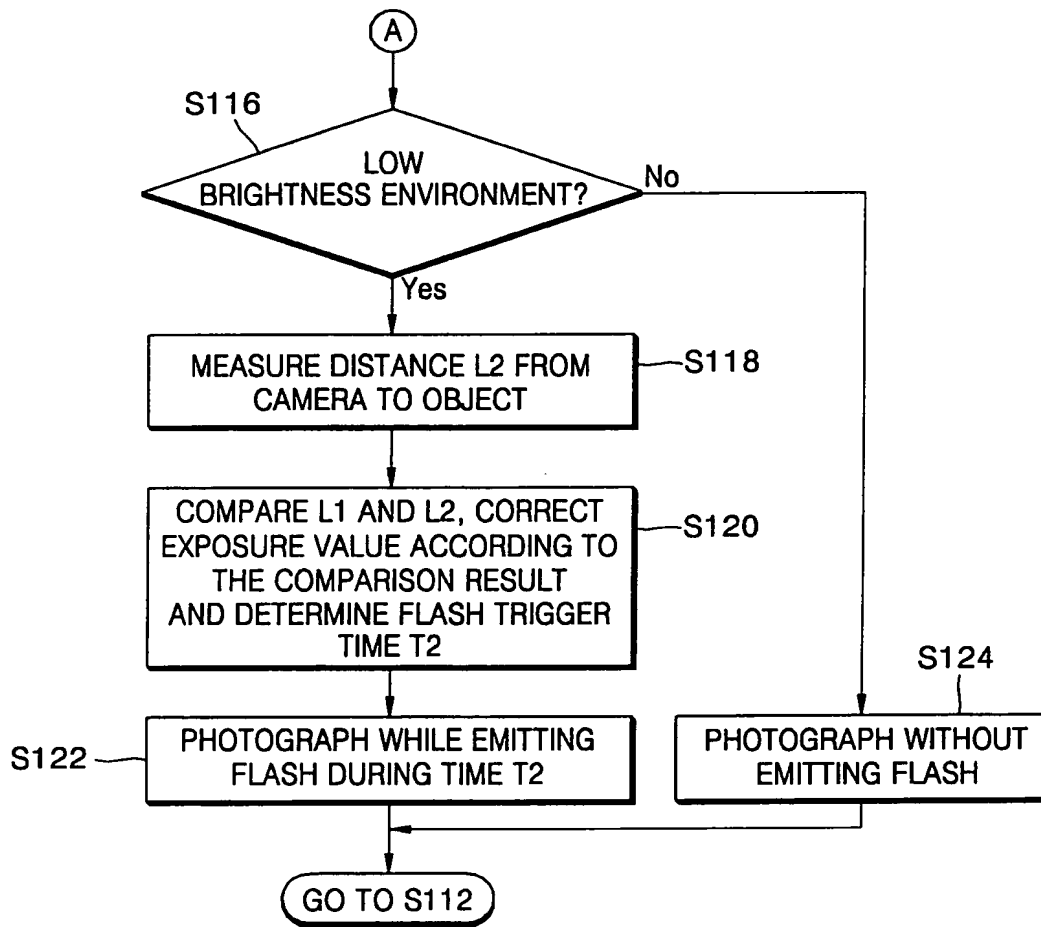 A
S116
LOW
BRIGHTNESS ENVIRONMENT?
No
Yes
MEASURE DISTANCE L2 FROM
CAMERA TO OBJECT
S118
COMPARE L1 AND L2, CORRECT
EXPOSURE VALUE ACCORDING TO
THE COMPARISON RESULT
AND DETERMINE FLASH TRIGGER
TIME T2
S120
S124
S122
PHOTOGRAPH WHILE EMITTING
FLASH DURING TIME T2
PHOTOGRAPH WITHOUT
EMITTING FLASH
GO TO S112